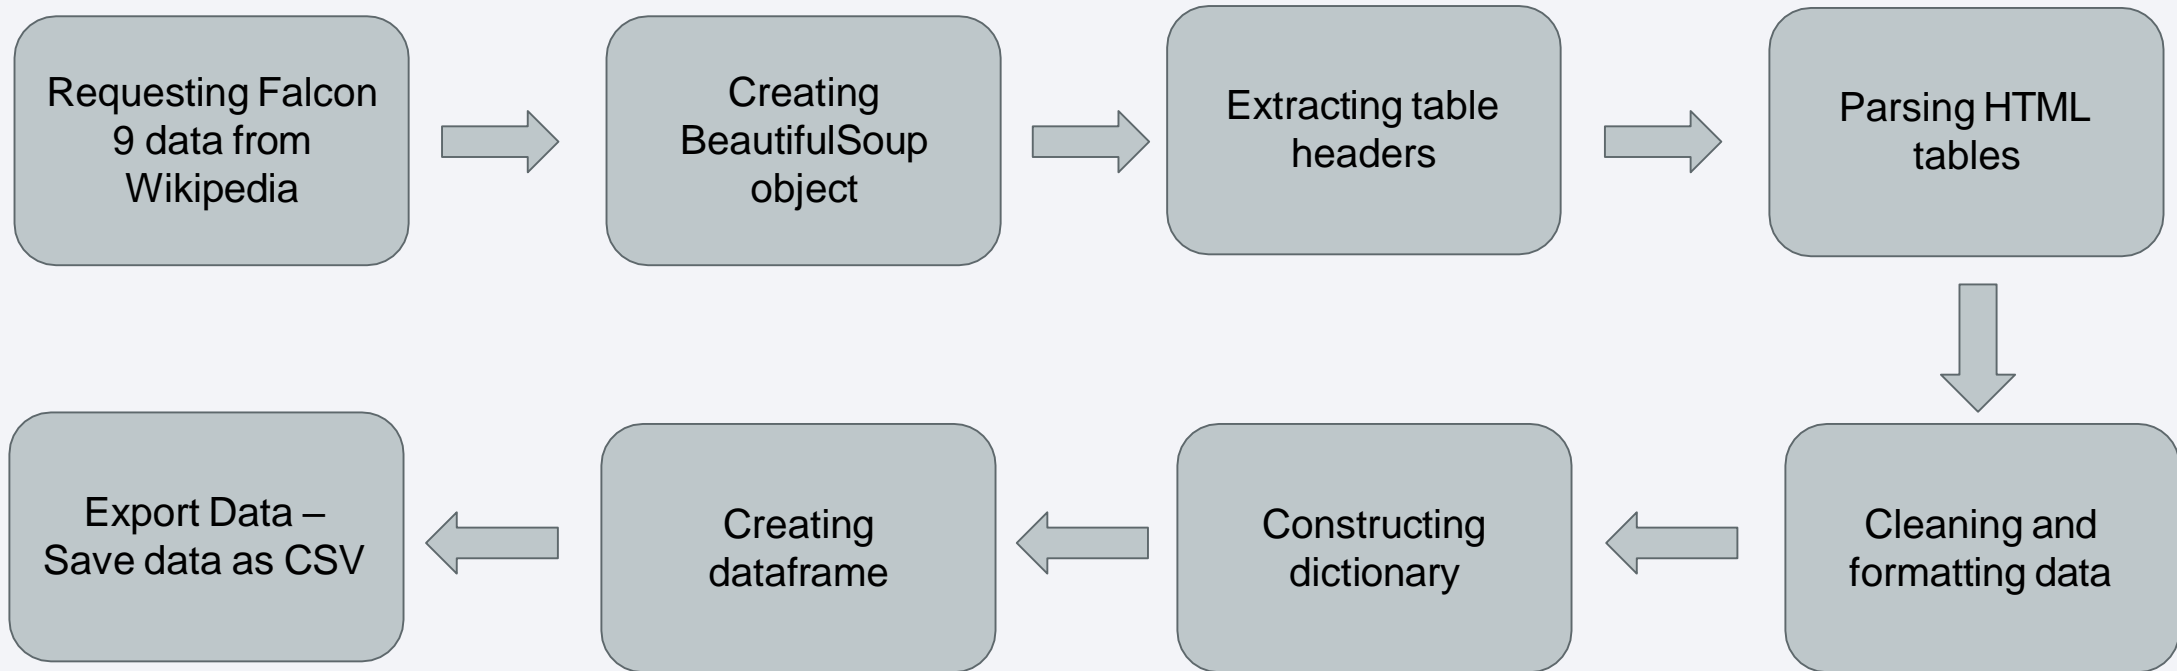 Requesting Falcon
9 data from
Wikipedia
Creating
BeautifulSoup
object
Extracting table
headers
Parsing HTML
tables
Cleaning and
formatting data
Constructing
dictionary
Creating
dataframe
Export Data –
Save data as CSV